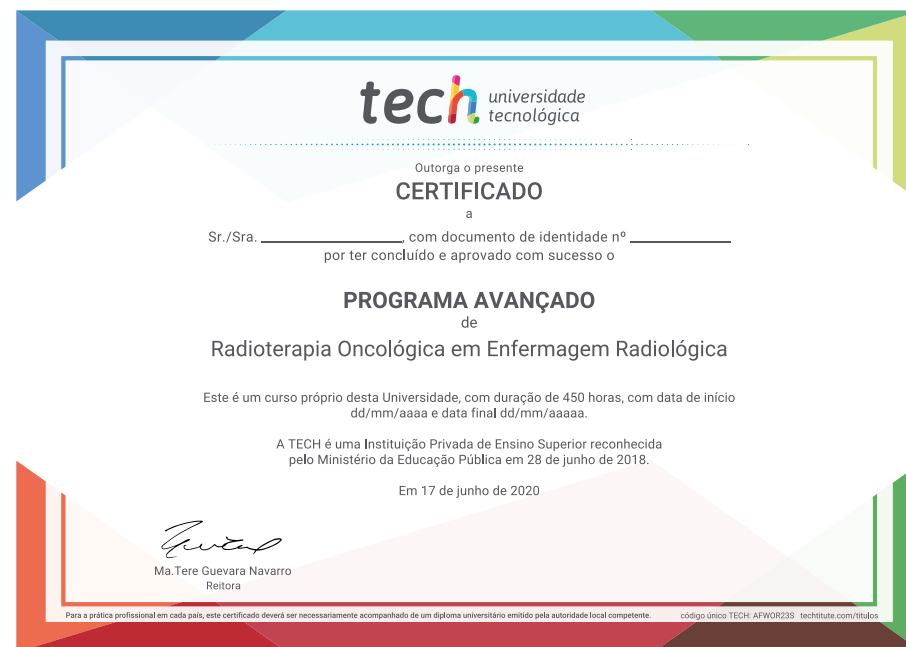 tech universidade
tecnológica
Outorga o presente
CERTIFICADO
a
Sr./Sra. ________________, com documento de identidade nº ____________
por ter concluído e aprovado com sucesso o
PROGRAMA AVANÇADO
de
Radioterapia Oncológica em Enfermagem Radiológica
Este é um curso próprio desta Universidade, com duração de 450 horas, com data de início
dd/mm/aaaa e data final dd/mm/aaaaa.
A TECH é uma Instituição Privada de Ensino Superior reconhecida
pelo Ministério da Educação Pública em 28 de junho de 2018.
Em 17 de junho de 2020
Ma.Tere Guevara Navarro
Reitora
Para a prática profissional em cada país, este certificado deverá ser necessariamente acompanhado de um diploma universitário emitido pela autoridade local competente. código único TECH: AFWOR23S techtitute.com/titulos